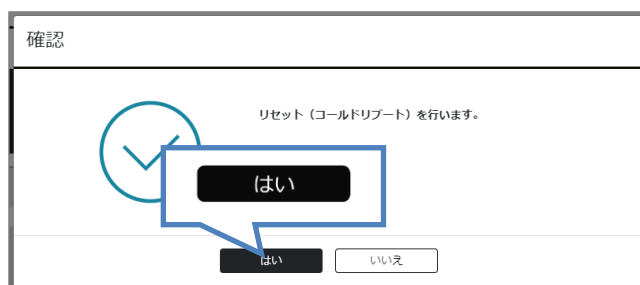 確認
リセット（コールドリブート）を行います。
はい
はい
いいえ